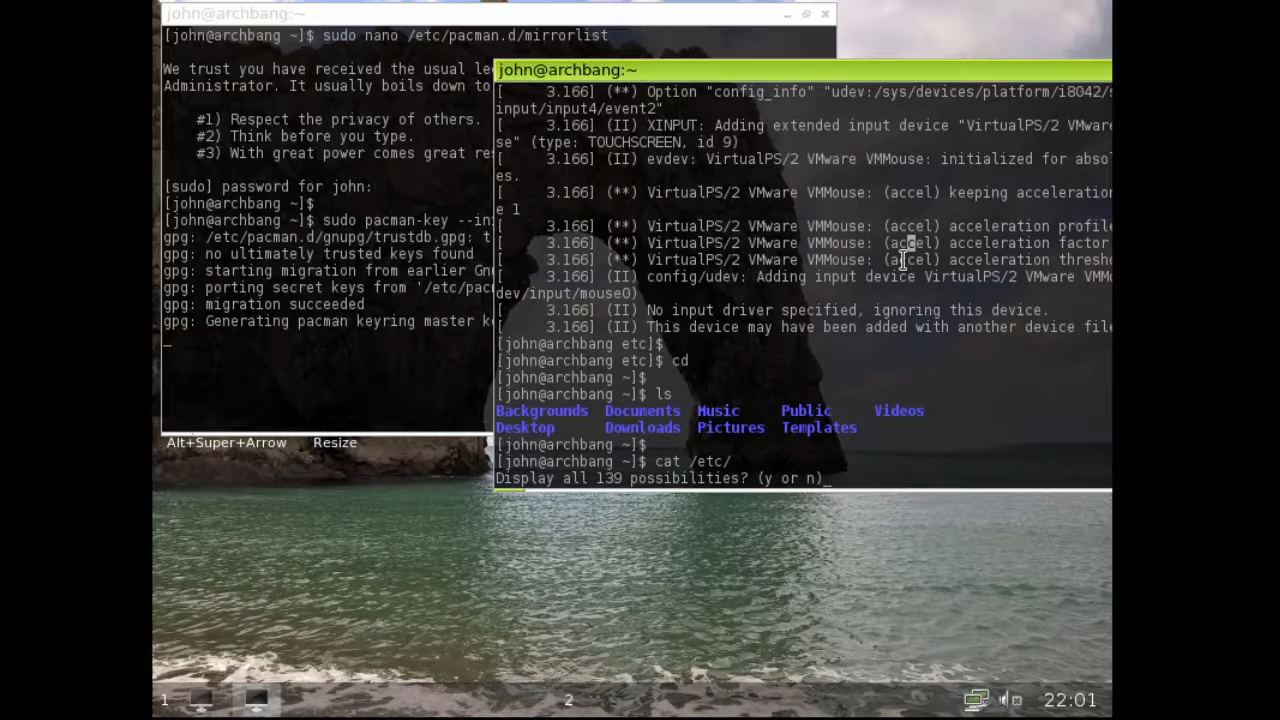 john@archbang:~
[john@archbang ~]$ sudo nano /etc/pacman.d/mirrorlist
We trust you have received the usual le
Administrator. It usually boils down to
#1) Respect the privacy of others.
#2) Think before you type.
#3) With great power comes great re
[sudo] password for john:
[john@archbang ~]$
[john@archbang ~]$ sudo pacman-key --in
gpg: /etc/pacman.d/gnupg/trustdb.gpg: t
gpg: no ultimately trusted keys found
gpg: starting migration from earlier Gn
gpg: porting secret keys from '/etc/pac
gpg: migration succeeded
gpg: Generating pacman keyring master k
_
Alt+Super+Arrow Resize
john@archbang:~
[ 3.166] (**) Option "config_info" "udev:/sys/devices/platform/i8042/s
input/input4/event2"
[ 3.166] (II) XINPUT: Adding extended input device "VirtualPS/2 VMware
se" (type: TOUCHSCREEN, id 9)
[ 3.166] (II) evdev: VirtualPS/2 VMware VMMouse: initialized for absol
es.
[ 3.166] (**) VirtualPS/2 VMware VMMouse: (accel) keeping acceleration
e 1
[ 3.166] (**) VirtualPS/2 VMware VMMouse: (accel) acceleration profile
[ 3.166] (**) VirtualPS/2 VMware VMMouse: (accel) acceleration factor
[ 3.166] (**) VirtualPS/2 VMware VMMouse: (accel) acceleration thresho
[ 3.166] (II) config/udev: Adding input device VirtualPS/2 VMware VMMo
dev/input/mouse0)
[ 3.166] (II) No input driver specified, ignoring this device.
[ 3.166] (II) This device may have been added with another device file
[john@archbang etc]$
[john@archbang etc]$ cd
[john@archbang ~]$
[john@archbang ~]$ ls
Backgrounds Documents Music Public Videos
Desktop Downloads Pictures Templates
[john@archbang ~]$
[john@archbang ~]$ cat /etc/
Display all 139 possibilities? (y or n)_
1 2 22:01